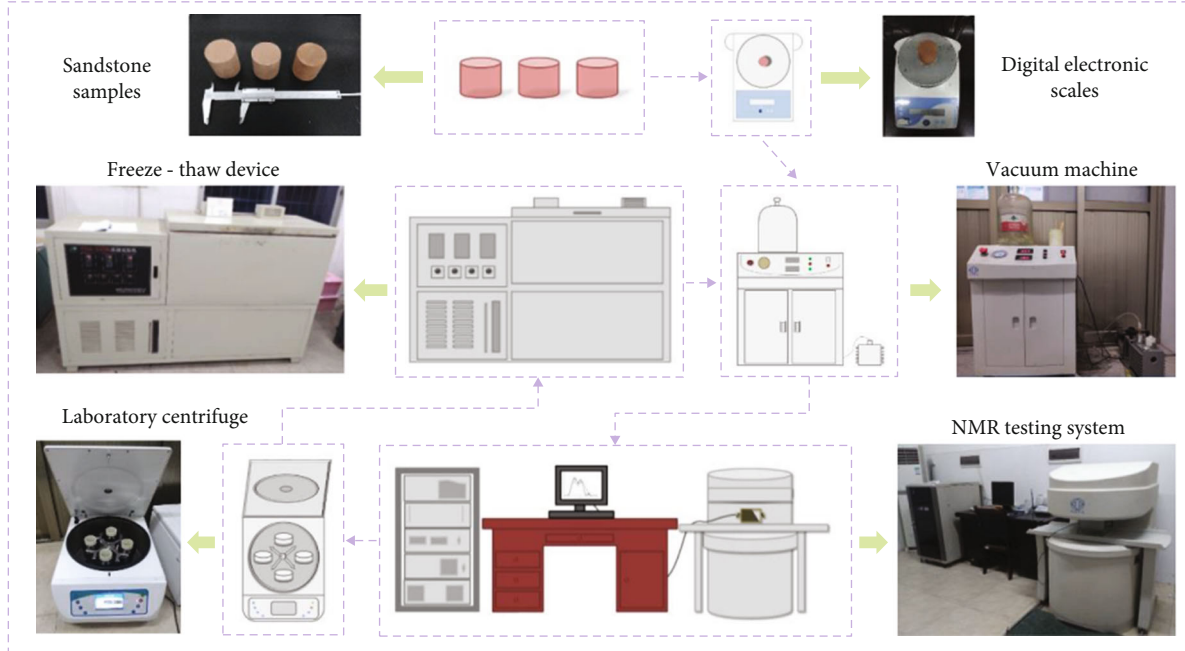 Sandstone
samples
Digital electronic
scales
Freeze - thaw device
Vacuum machine
Laboratory centrifuge
NMR testing system